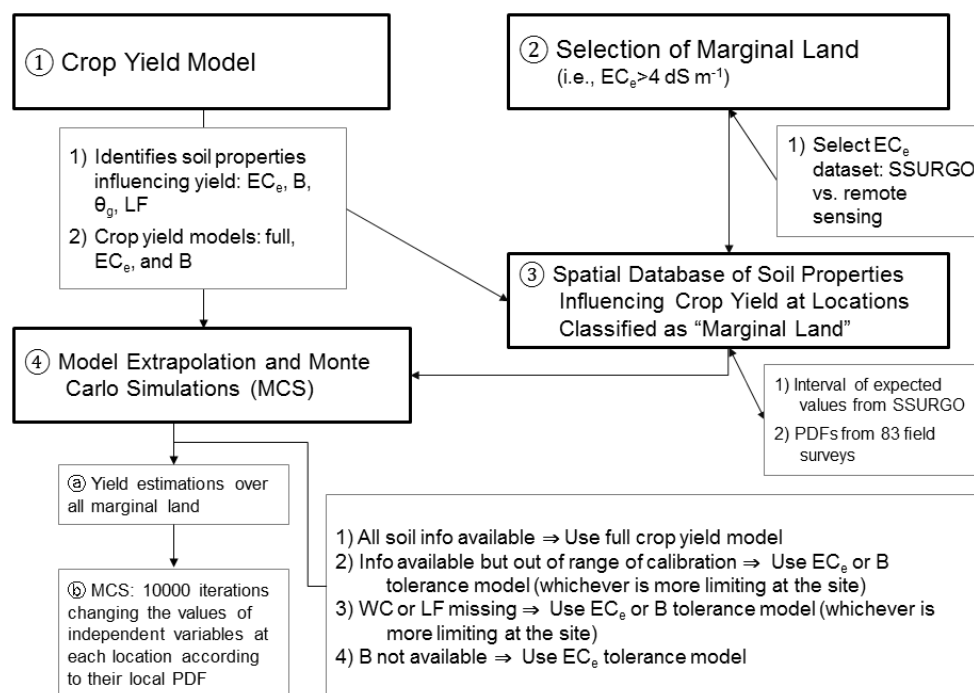 ① Crop Yield Model
② Selection of Marginal Land
(i.e., ECe>4 dS m-1)
1) Identifies soil properties
influencing yield: ECe, B,
θg, LF
2) Crop yield models: full,
ECe, and B
1) Select ECe
dataset: SSURGO
vs. remote
sensing
③ Spatial Database of Soil Properties
Influencing Crop Yield at Locations
Classified as “Marginal Land”
④ Model Extrapolation and Monte
Carlo Simulations (MCS)
1) Interval of expected
values from SSURGO
2) PDFs from 83 field
surveys
ⓐ Yield estimations over
all marginal land
ⓑ MCS: 10000 iterations
changing the values of
independent variables at
each location according
to their local PDF
1) All soil info available ⇒ Use full crop yield model
2) Info available but out of range of calibration ⇒ Use ECe or B
tolerance model (whichever is more limiting at the site)
3) WC or LF missing ⇒ Use ECe or B tolerance model (whichever is
more limiting at the site)
4) B not available ⇒ Use ECe tolerance model